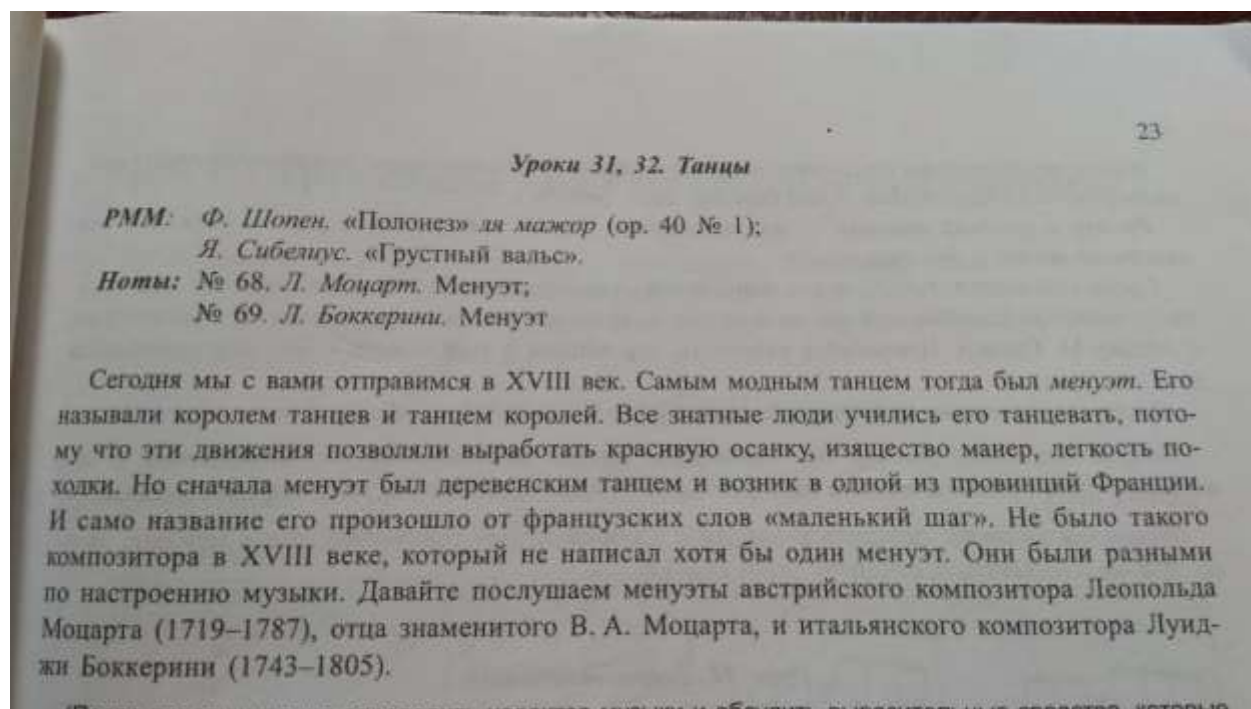 23
Уроки 31, 32. Танцы
РММ: Ф. Шопен. «Полонез» ля мажор (op. 40 № 1);
Я. Сибелиус. «Грустный вальс».
Ноты: № 68. Л. Моцарт. Менуэт;
№ 69. Л. Боккерини. Менуэт
Сегодня мы с вами отправимся в XVIII век. Самым модным танцем тогда был менуэт. Его
называли королем танцев и танцем королей. Все знатные люди учились его танцевать, пото-
му что эти движения позволяли выработать красивую осанку, изящество манер, легкость по-
ходки. Но сначала менуэт был деревенским танцем и возник в одной из провинций Франции.
И само название его произошло от французских слов «маленький шаг». Не было такого
композитора в XVIII веке, который не написал хотя бы один менуэт. Они были разными
по настроению музыки. Давайте послушаем менуэты австрийского композитора Леопольда
Моцарта (1719–1787), отца знаменитого В. А. Моцарта, и итальянского композитора Луид-
жи Боккерини (1743–1805).
музыки и обсудить выразительные средства, которые